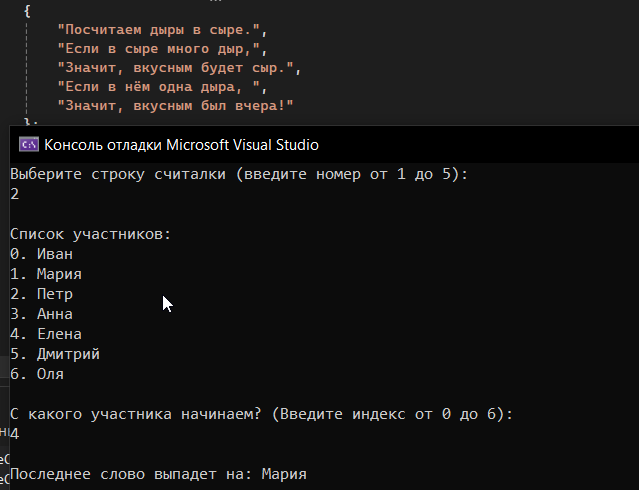 {
"Посчитаем дыры в сыре.",
"Если в сыре много дыр,",
"Значит, вкусным будет сыр.",
"Если в нём одна дыра, ",
"Значит, вкусным был вчера!"
};
Консоль отладки Microsoft Visual Studio
Выберите строку считалки (введите номер от 1 до 5):
2
Список участников:
0. Иван
1. Мария
2. Петр
3. Анна
4. Елена
5. Дмитрий
6. Оля
С какого участника начинаем? (Введите индекс от 0 до 6):
4
Последнее слово выпадет на: Мария